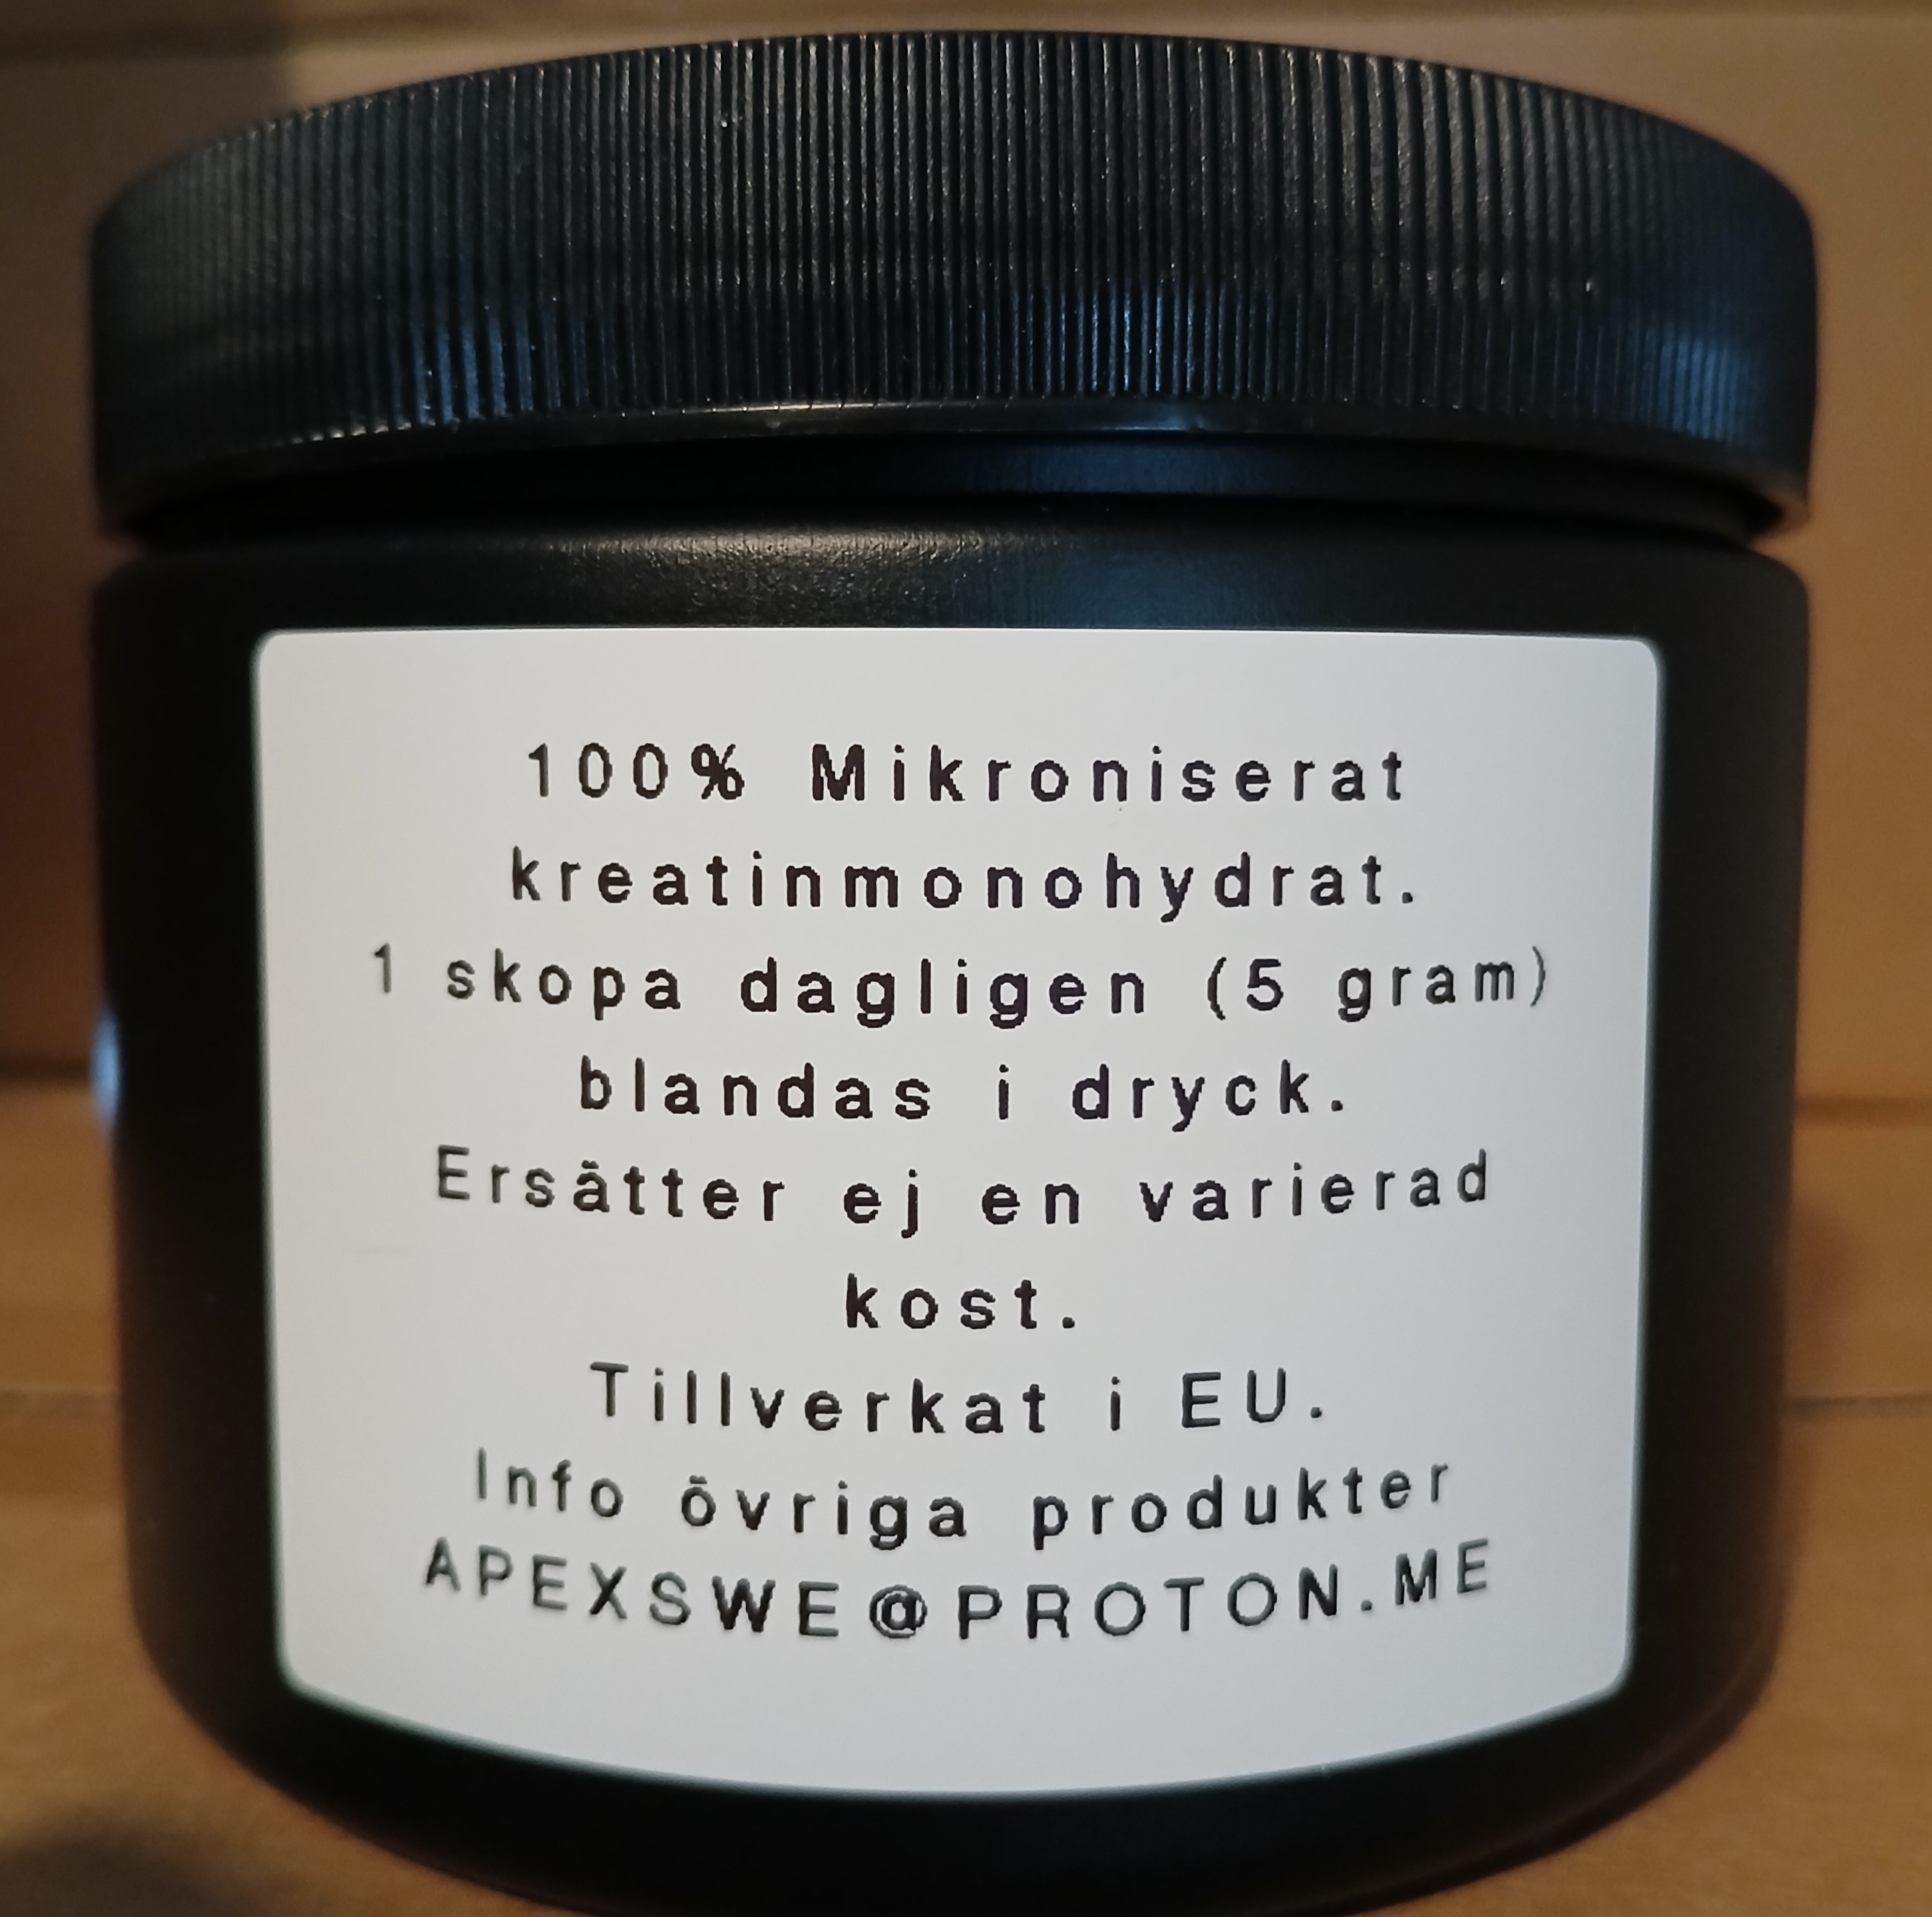 100% Mikroniserat
kreatinmonohydrat.
1 skopa dagligen (5 gram)
blandas i dryck.
Ersätter ej en varierad
kost.
Tillverkat i EU.
Info övriga produkter
APEXSWE@PROTON.ME